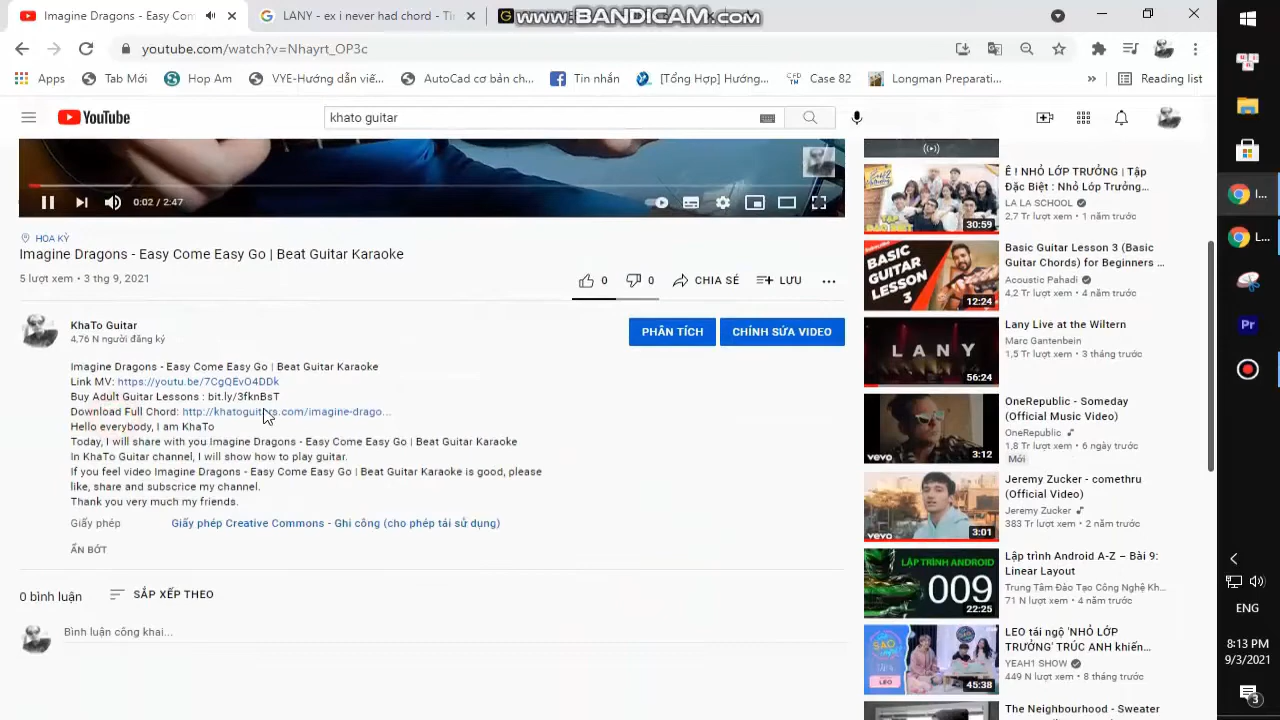 Imagine Dragons - Easy Com
LANY - ex i never had chord - Ti
www.BANDICAM.com
youtube.com/watch?v=Nhayrt_OP3c
Apps
Tab Mới
Hop Am
VYE-Hướng dẫn viế...
AutoCad cơ bản ch...
Tin nhắn
[Tổng Hợp] Hướng...
Case 82
Longman Preparati...
»
Reading list
YouTube
khato guitar
0:02 / 2:47
HOA KỲ
Imagine Dragons - Easy Come Easy Go | Beat Guitar Karaoke
5 lượt xem • 3 thg 9, 2021
0
0
CHIA SẺ
LƯU
KhaTo Guitar
4,76 N người đăng ký
PHÂN TÍCH
CHỈNH SỬA VIDEO
Imagine Dragons - Easy Come Easy Go | Beat Guitar Karaoke
Link MV: https://youtu.be/7CgQEvO4DDk
Buy Adult Guitar Lessons : bit.ly/3fknBsT
Download Full Chord: http://khatoguitars.com/imagine-drago...
Hello everybody, I am KhaTo
Today, I will share with you Imagine Dragons - Easy Come Easy Go | Beat Guitar Karaoke
In KhaTo Guitar channel, I will show how to play guitar
If you feel video Imagine Dragons - Easy Come Easy Go | Beat Guitar Karaoke is good, please
like, share and subscrice my channel.
Thank you very much my friends.
Giấy phép
Giấy phép Creative Commons - Ghi công (cho phép tái sử dụng)
ẨN BỚT
0 bình luận
SẮP XẾP THEO
Bình luận công khai...
Ê ! NHỎ LỚP TRƯỞNG | Tập
Đặc Biệt : Nhỏ Lớp Trưởng...
LA LA SCHOOL
2,7 Tr lượt xem • 1 năm trước
30:59
Basic Guitar Lesson 3 (Basic
Guitar Chords) for Beginners ...
Acoustic Pahadi
4,2 Tr lượt xem • 4 năm trước
BASIC
GUITAR
LESSON
3
12:24
Lany Live at the Wiltern
Marc Gantenbein
1,5 Tr lượt xem • 3 tháng trước
LANY
56:24
OneRepublic - Someday
(Official Music Video)
OneRepublic
1,8 Tr lượt xem • 6 ngày trước
Mới
vevo
3:12
Jeremy Zucker - comethru
(Official Video)
Jeremy Zucker
383 Tr lượt xem • 2 năm trước
vevo
3:01
Lập trình Android A-Z – Bài 9:
Linear Layout
Trung Tâm Đào Tạo Công Nghệ Kh...
71 N lượt xem • 4 năm trước
LẬP TRÌNH ANDROID
009
22:25
LEO tái ngộ 'NHỎ LỚP
TRƯỞNG' TRÚC ANH khiến...
YEAH1 SHOW
449 N lượt xem • 8 tháng trước
LEO
45:38
The Neighbourhood - Sweater
I...
L...
Pr
ENG
8:13 PM
9/3/2021
3